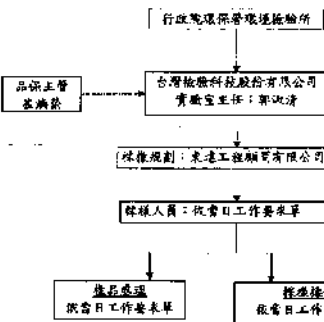 行政院環保署環境檢驗所
品保主管
台灣檢驗科技股份有限公司
實驗室主任：郭淑清
採樣規劃：東達工程顧問有限公司
採樣人員：依當日工作要求單
樣品處理
依當日工作要求單
依當日工作